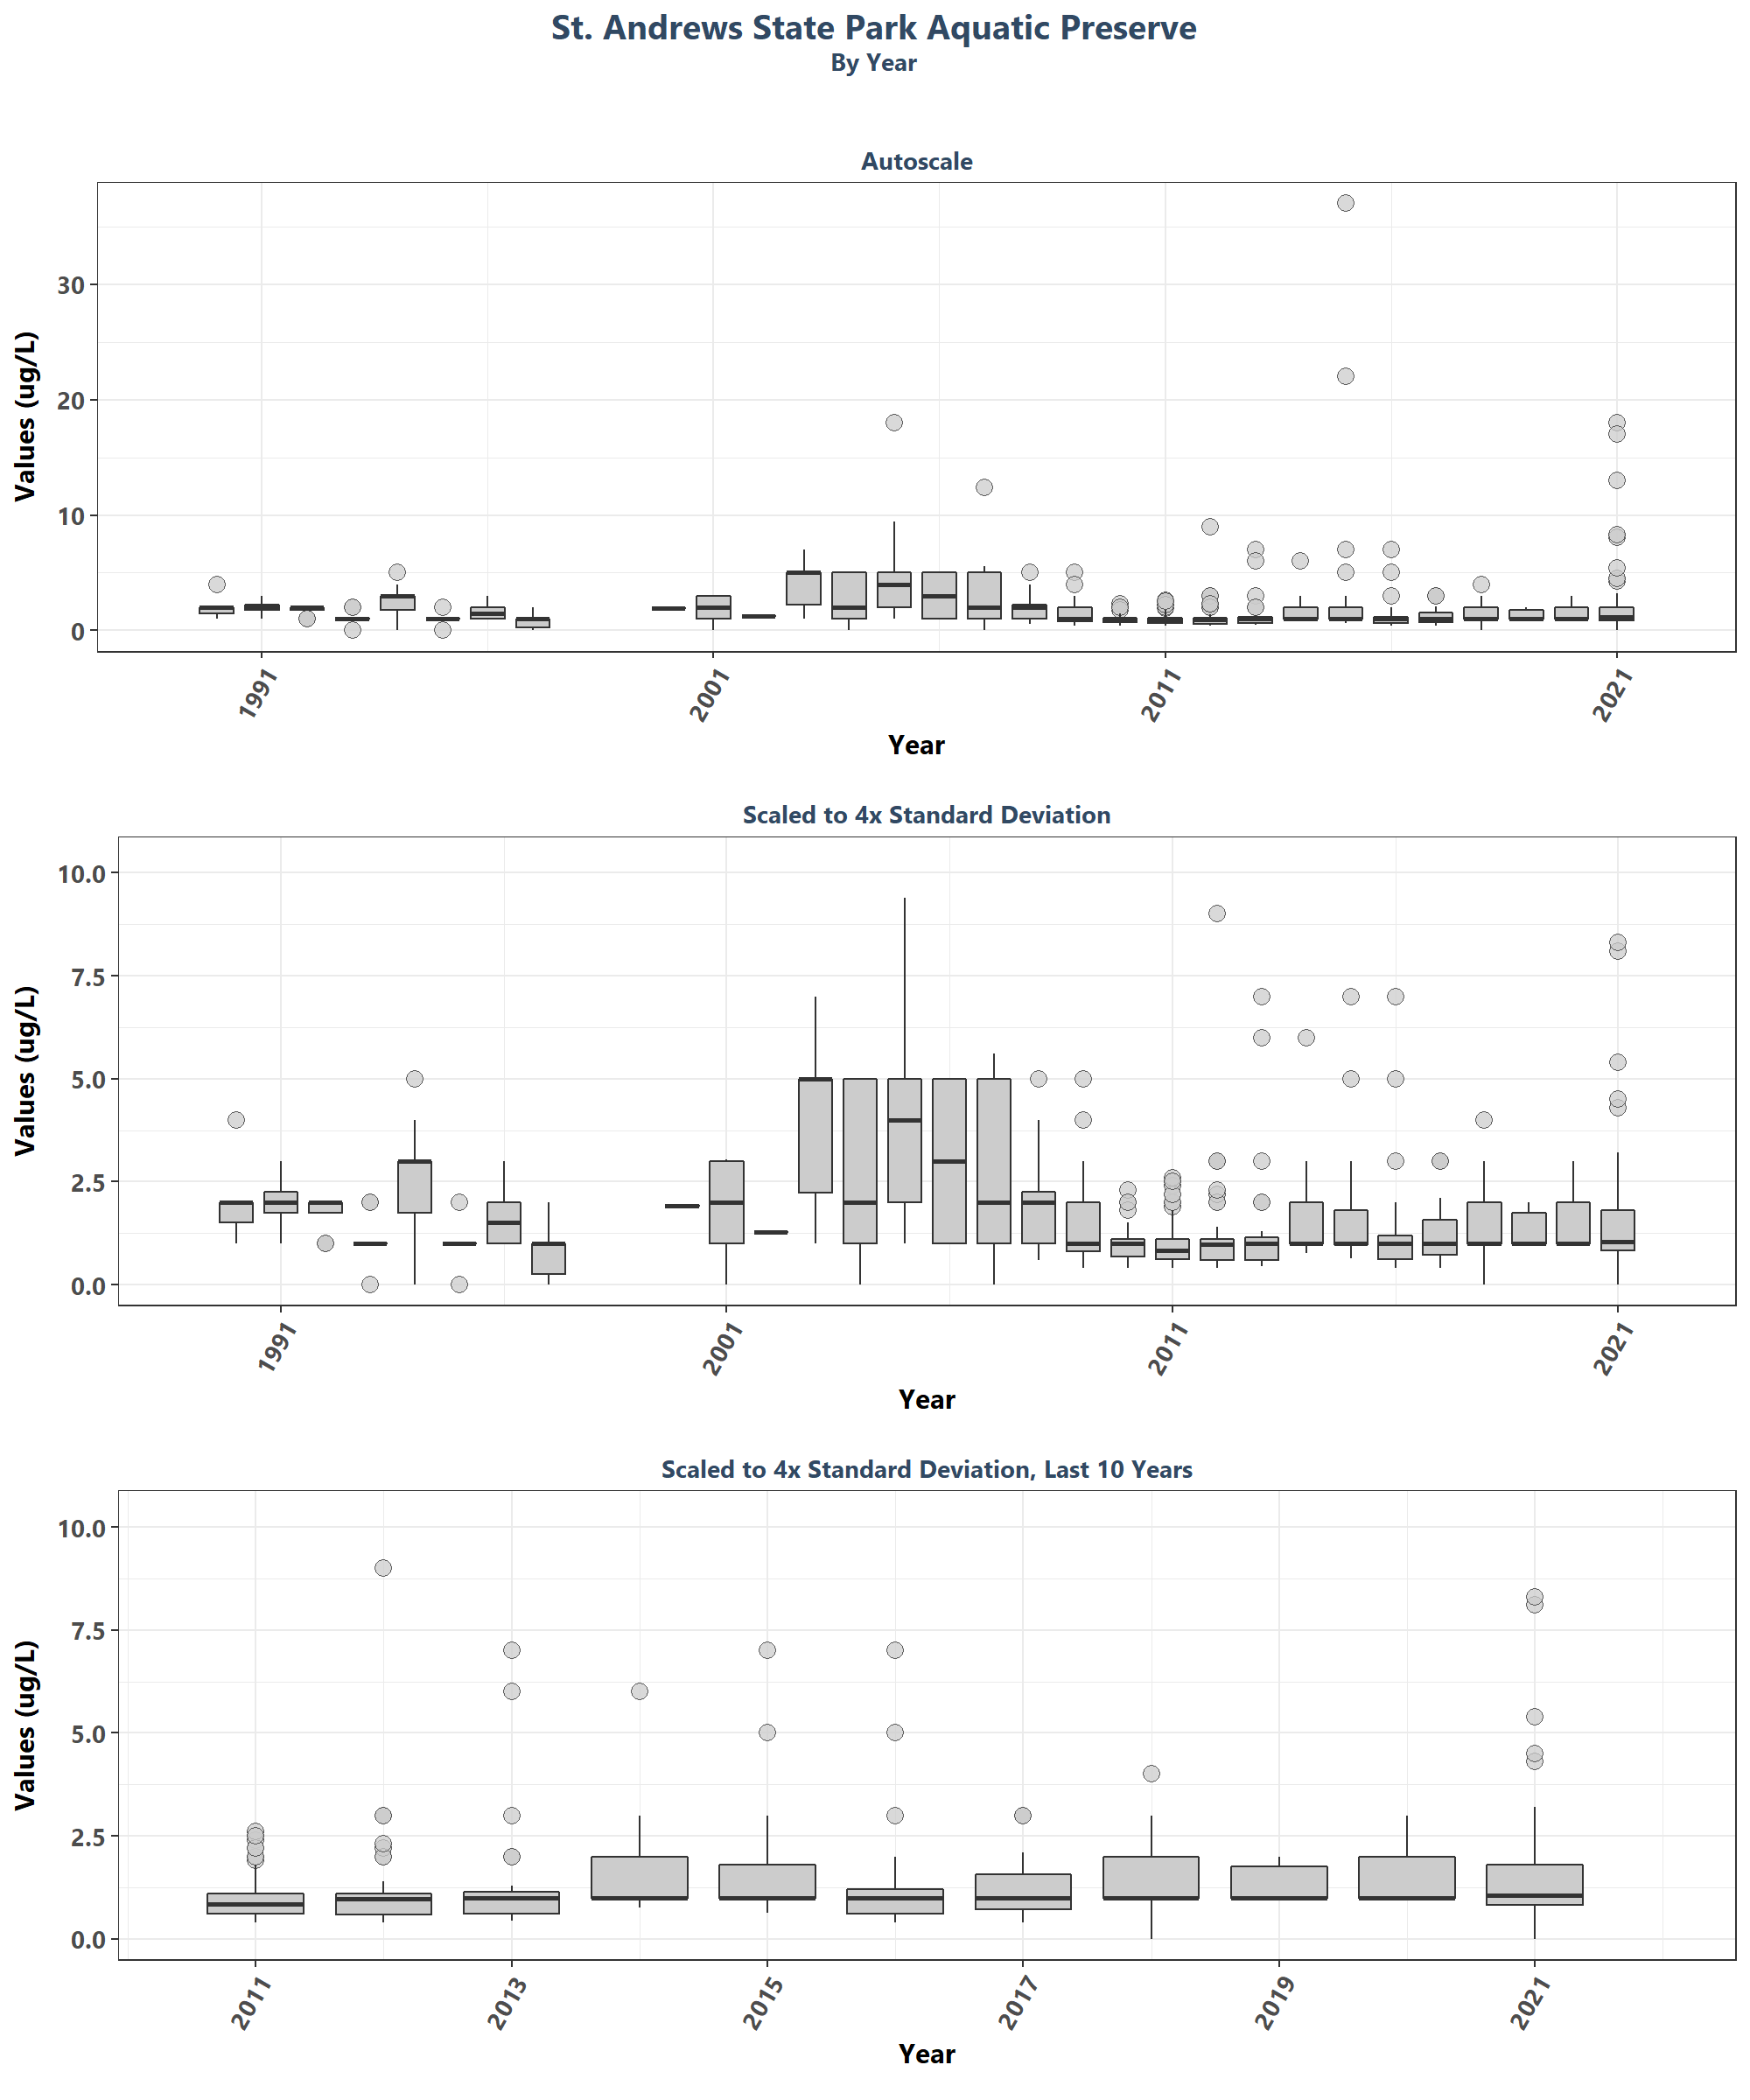 St. Andrews State Park Aquatic Preserve
By Year
Autoscale
Values (ug/L)
30
20
10
0
1991
2001
2011
2021
Year
Scaled to 4x Standard Deviation
Values (ug/L)
10.0
7.5
5.0
2.5
0.0
1991
2001
2011
2021
Year
Scaled to 4x Standard Deviation, Last 10 Years
Values (ug/L)
10.0
7.5
5.0
2.5
0.0
2011
2013
2015
2017
2019
2021
Year